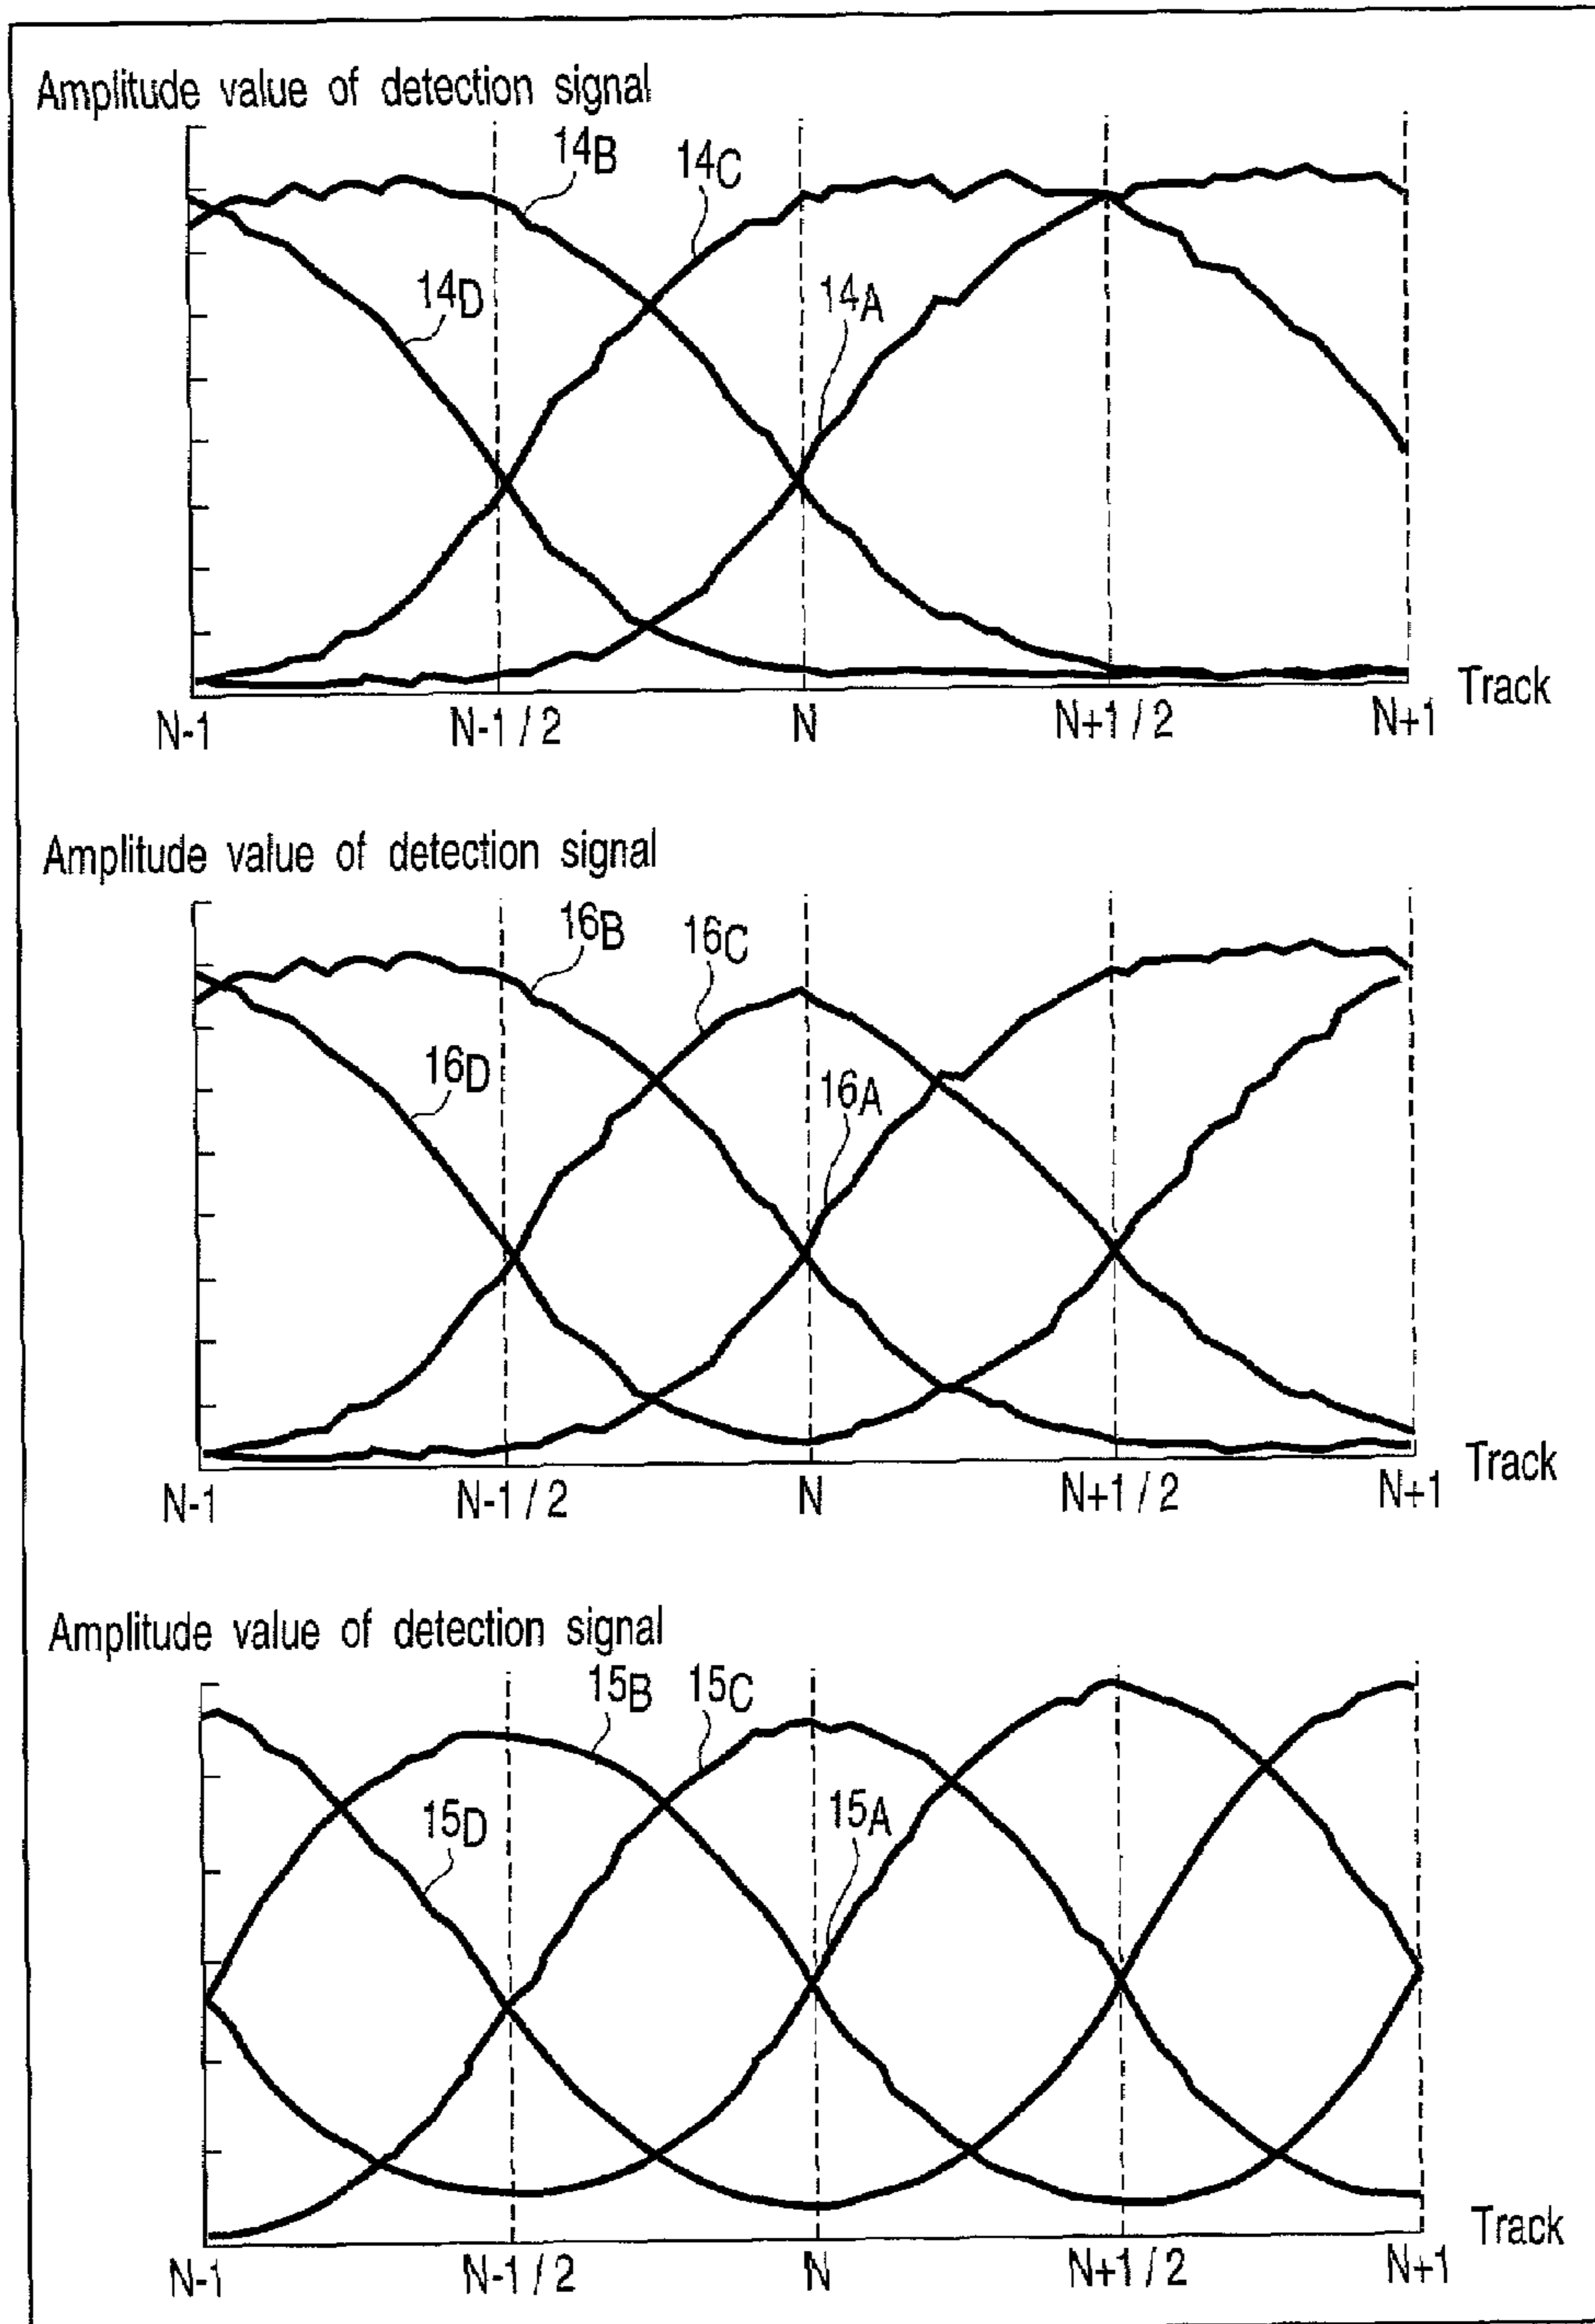 Amplitude value of detection signal
14B
14C
14D
14A
Track
N-1
N-1/2
N
N+1/2
N+1
Amplitude value of detection signal
16B
16C
16D
16A
Track
N-1
N-1/2
N
N+1/2
N+1
Amplitude value of detection signal
15B
15C
15D
15A
Track
N-1
N-1/2
N
N+1/2
N+1